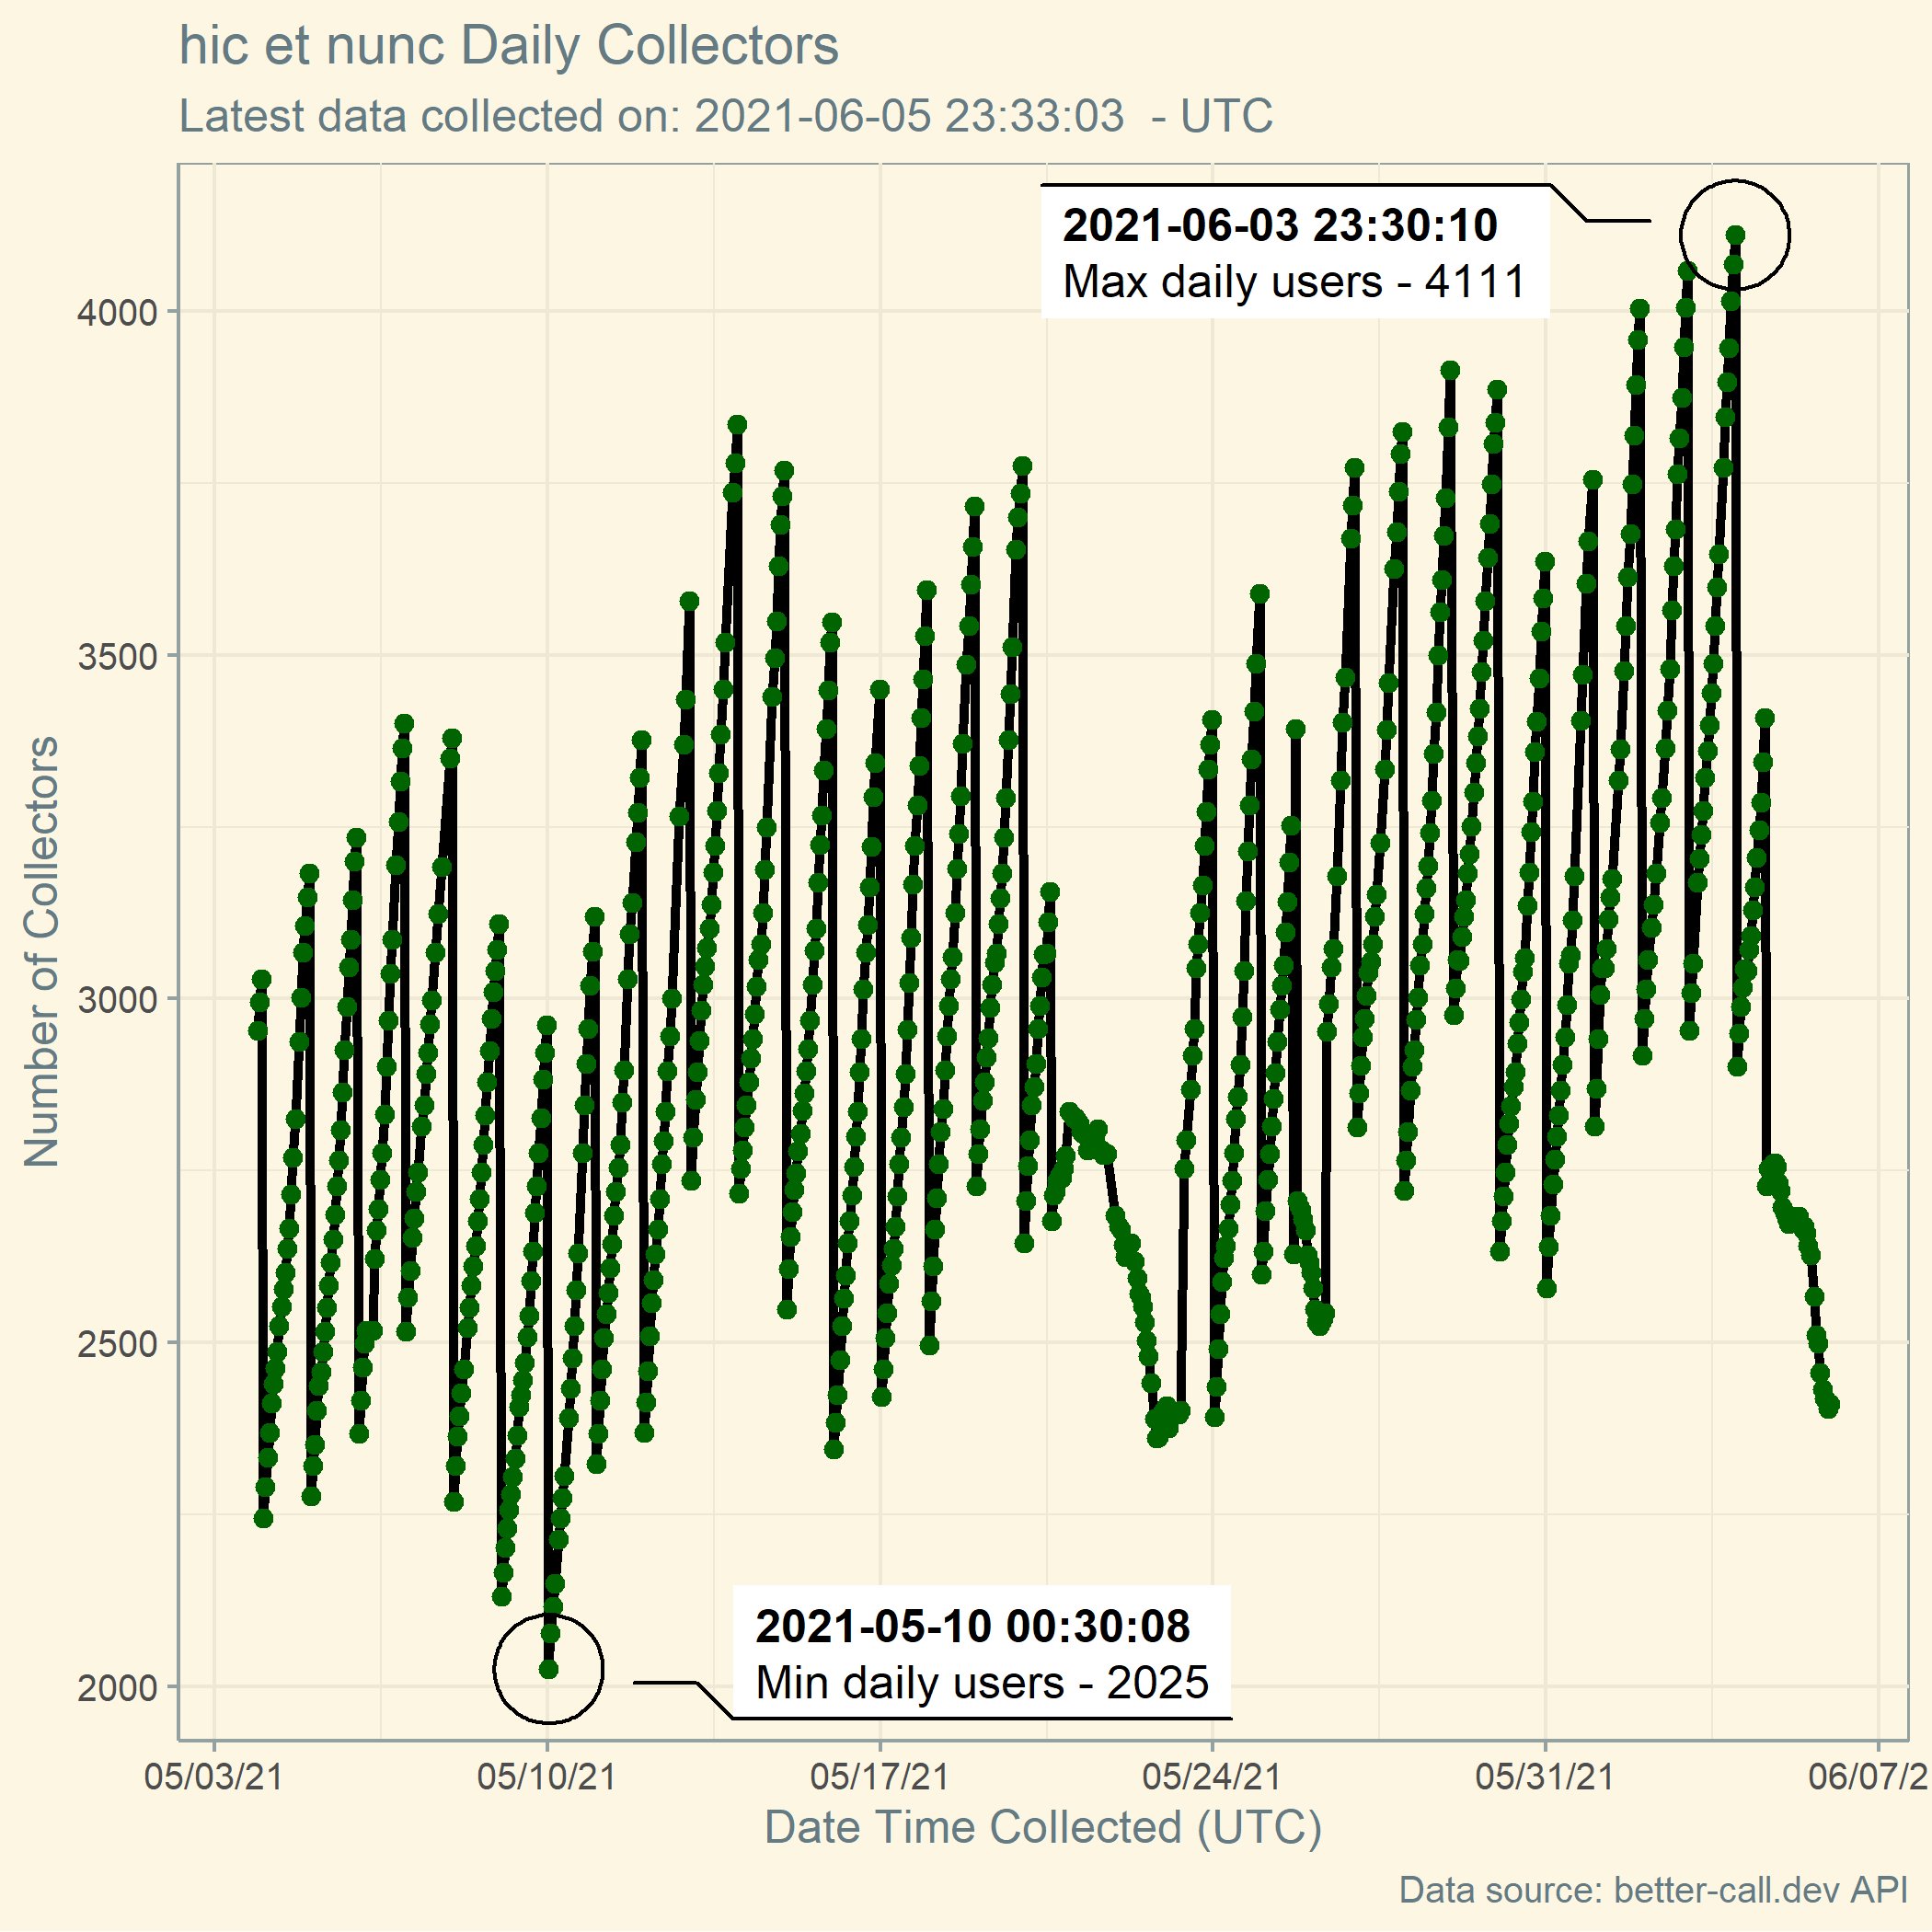 hic et nunc Daily Collectors
Latest data collected on: 2021-06-05 23:33:03  - UTC
2021-06-03 23:30:10
Max daily users - 4111
4000
3500
3000
2500
2000
Number of Collectors
2021-05-10 00:30:08
Min daily users - 2025
05/03/21 05/10/21 05/17/21 05/24/21 05/31/21 06/07/2
Date Time Collected (UTC)
Data source: better-call.dev API